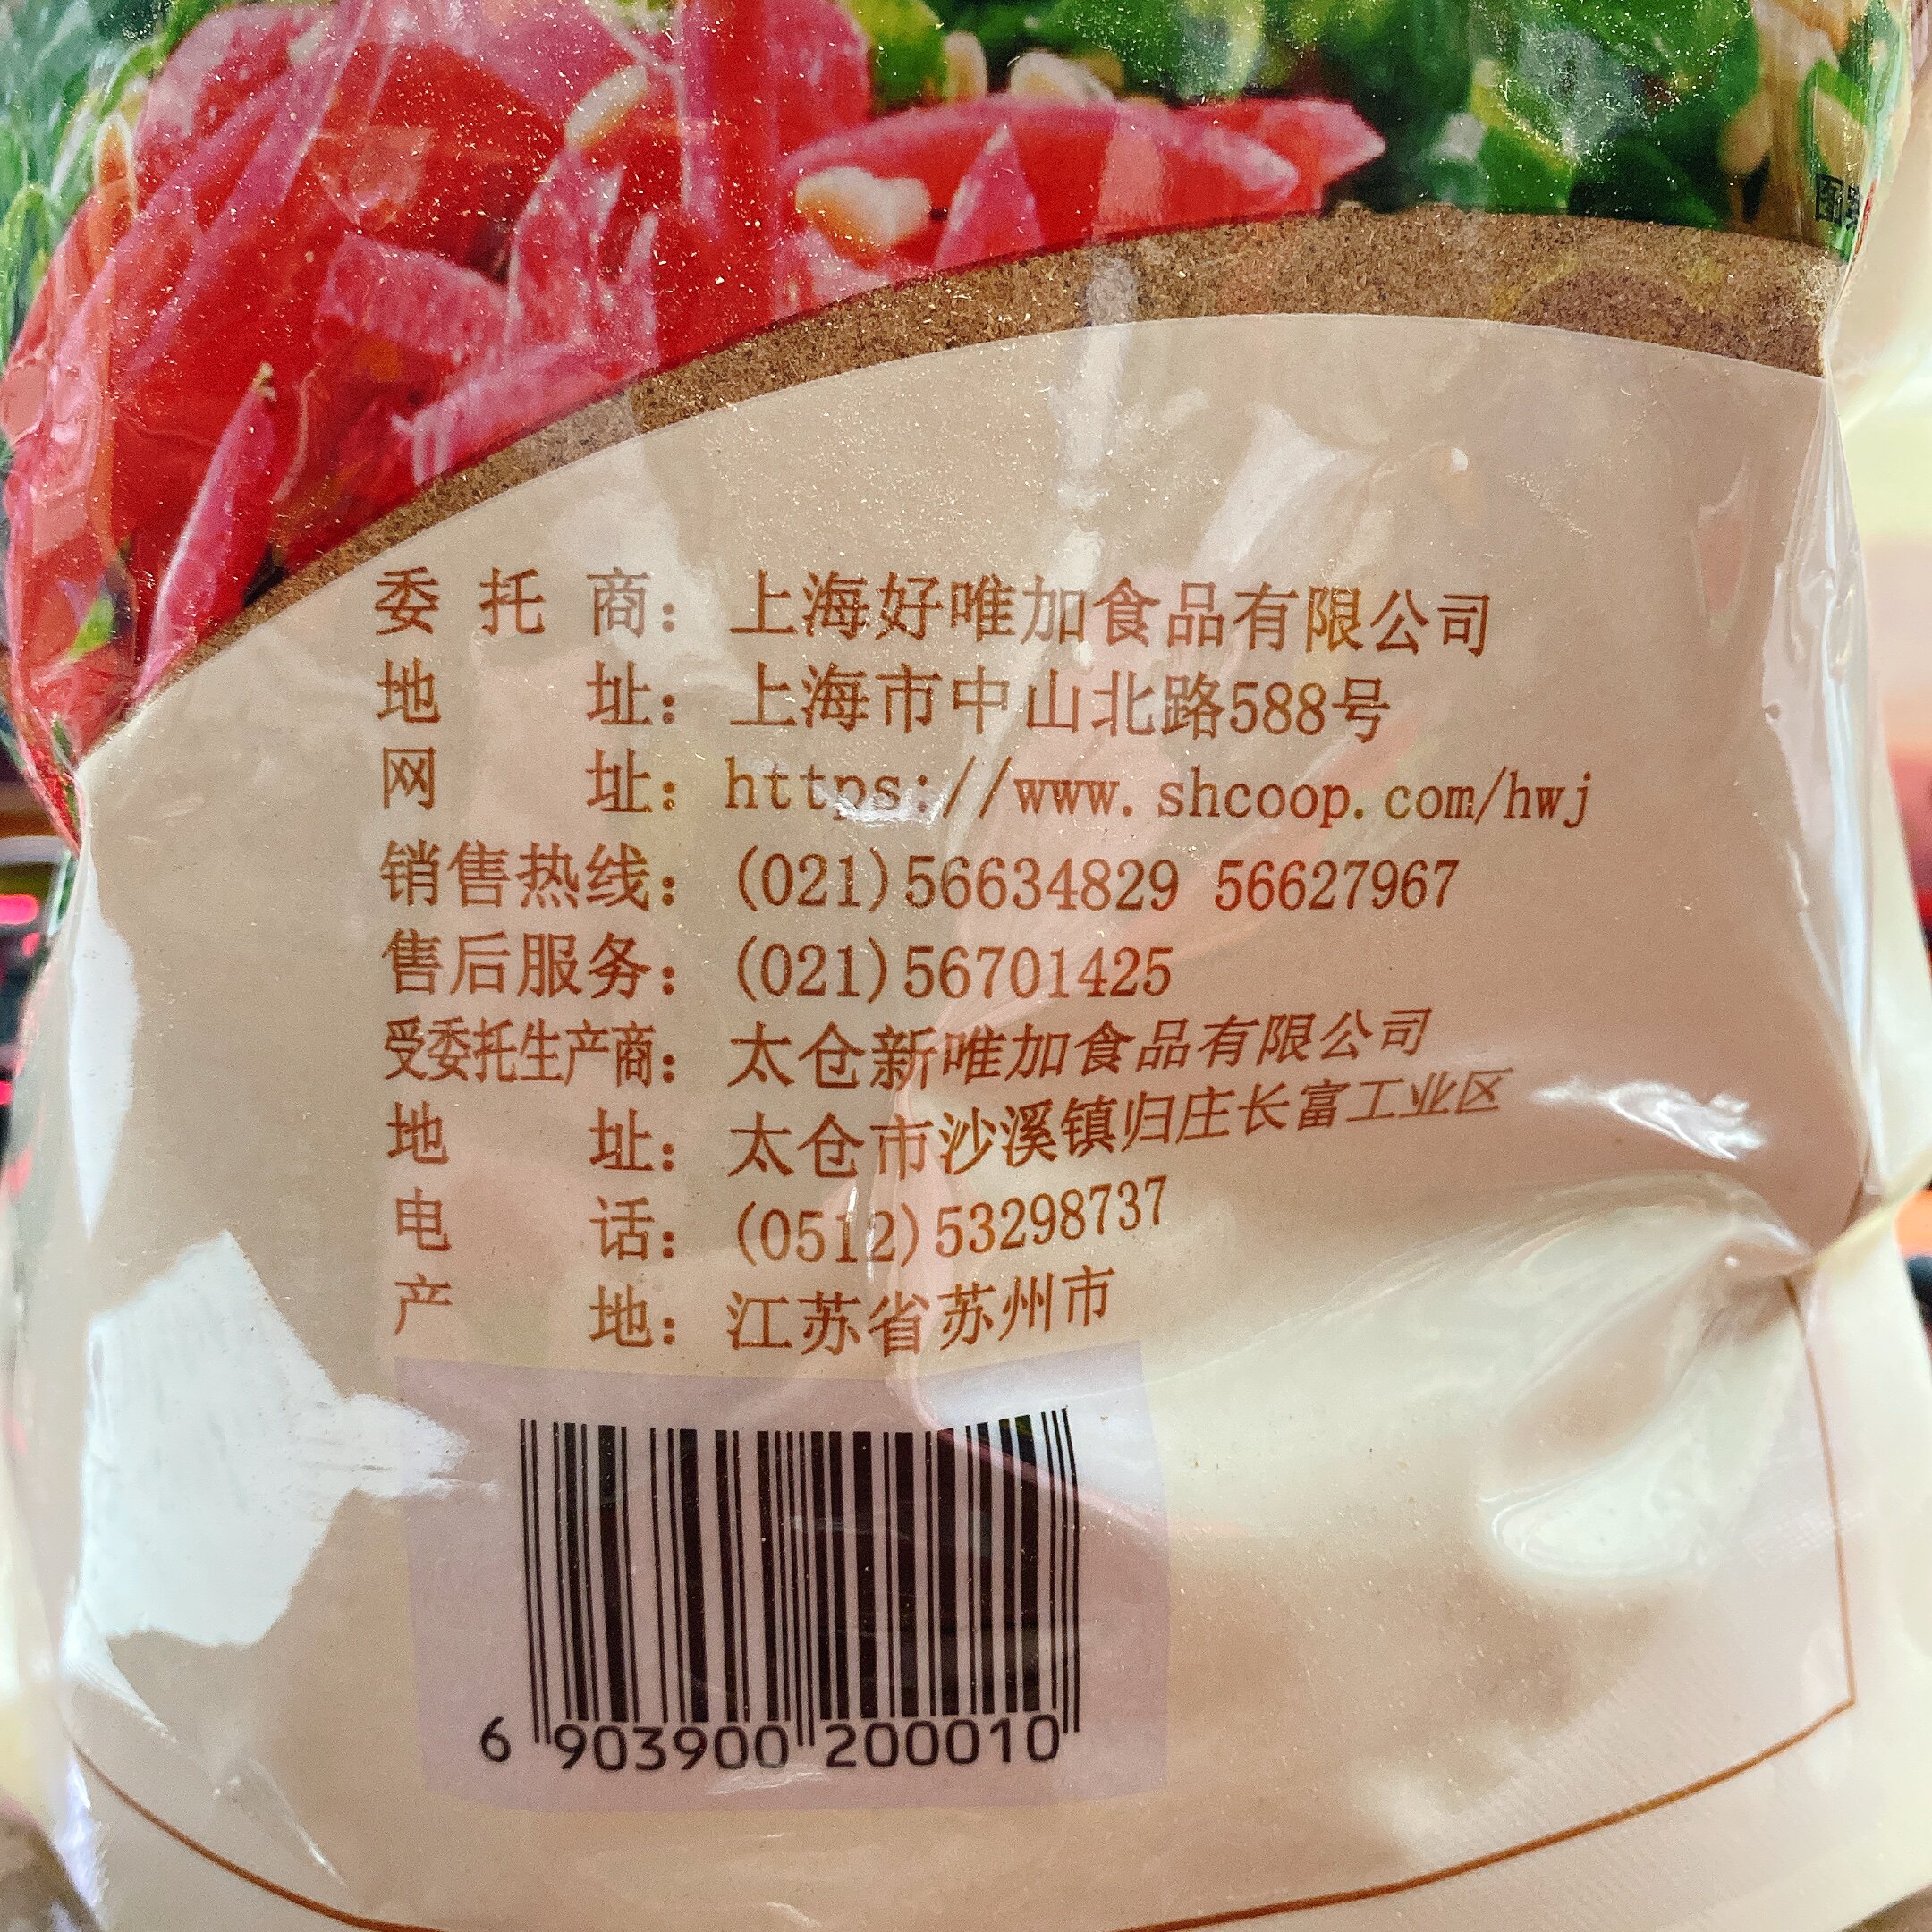 委托商：上海好唯加食品有限公司
地址：上海市中山北路588号
网址：https://www.shcoop.com/hwj
销售热线：(021)56634829 56627967
售后服务：(021)56701425
受委托生产商：太仓新唯加食品有限公司
地址：太仓市沙溪镇归庄长富工业区
电话：(0512)53298737
产地：江苏省苏州市
6 903900 200010